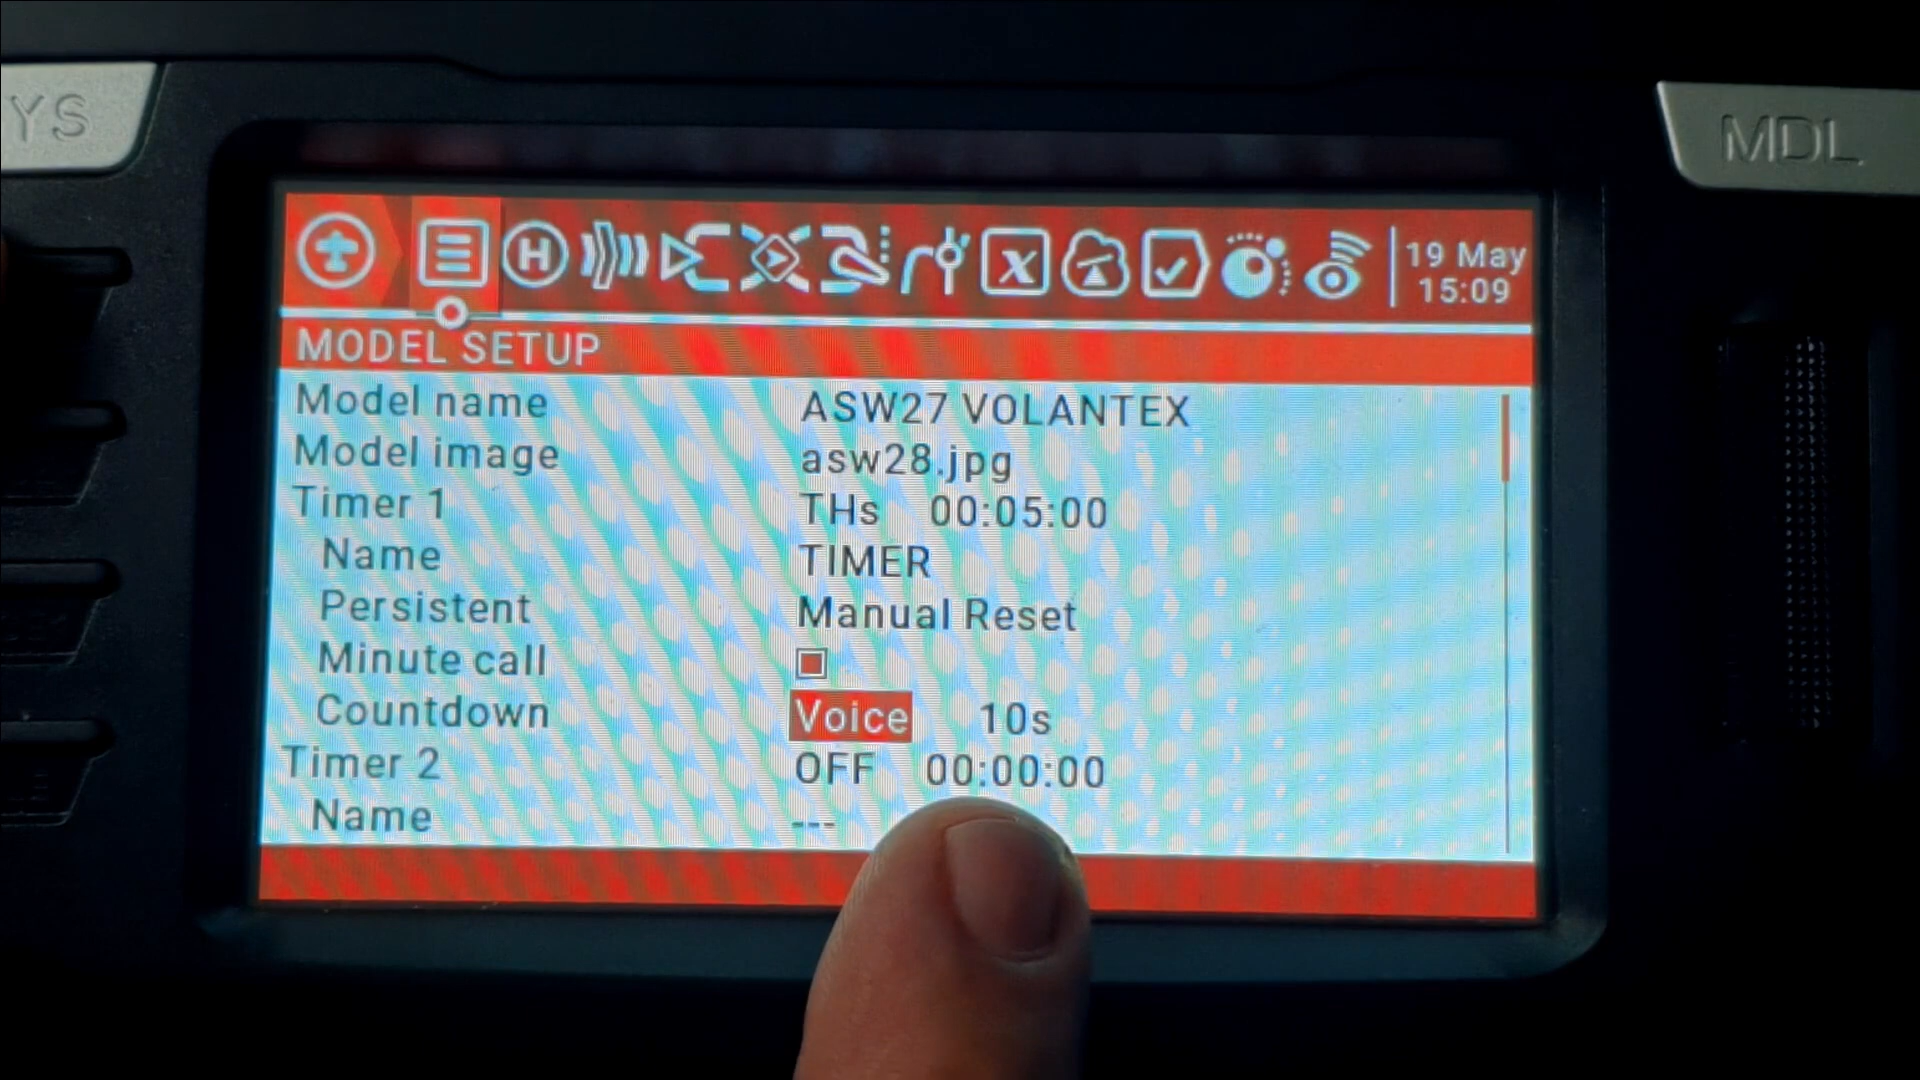 YS
MDL
19 May
15:09
MODEL SETUP
Model name ASW27 VOLANTEX
Model image asw28.jpg
Timer 1 THs 00:05:00
Name TIMER
Persistent Manual Reset
Minute call
Countdown Voice 10s
Timer 2 OFF 00:00:00
Name ---